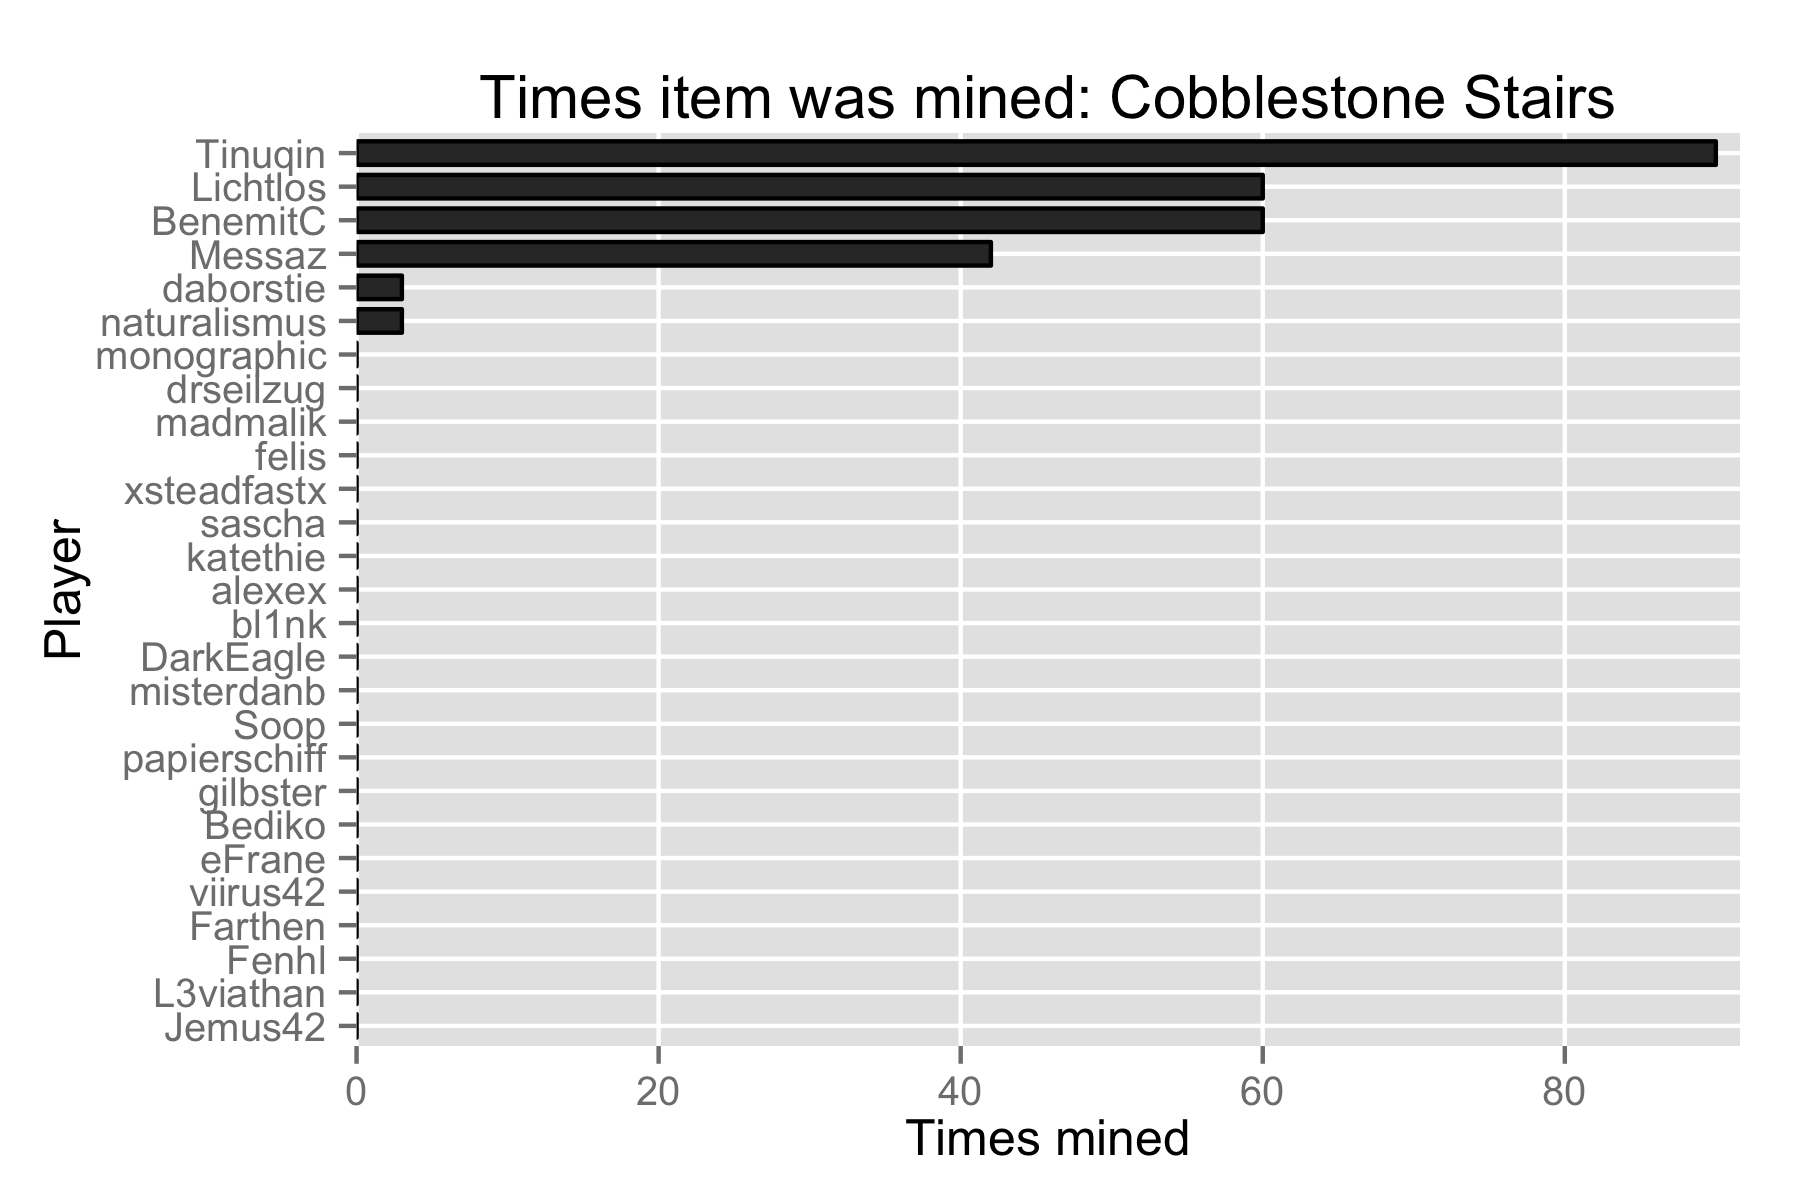 Times item was mined: Cobblestone Stairs
Tinuqin
Lichtlos
BenemitC
Messaz
daborstie
naturalismus
monographic
drseilzug
madmalik
felis
xsteadfastx
sascha
katethie
alexex
bl1nk
DarkEagle
misterdanb
Soop
papierschiff
gilbster
Bediko
eFrane
viirus42
Farthen
Fenhl
L3viathan
Jemus42
Player
0 20 40 60 80
Times mined